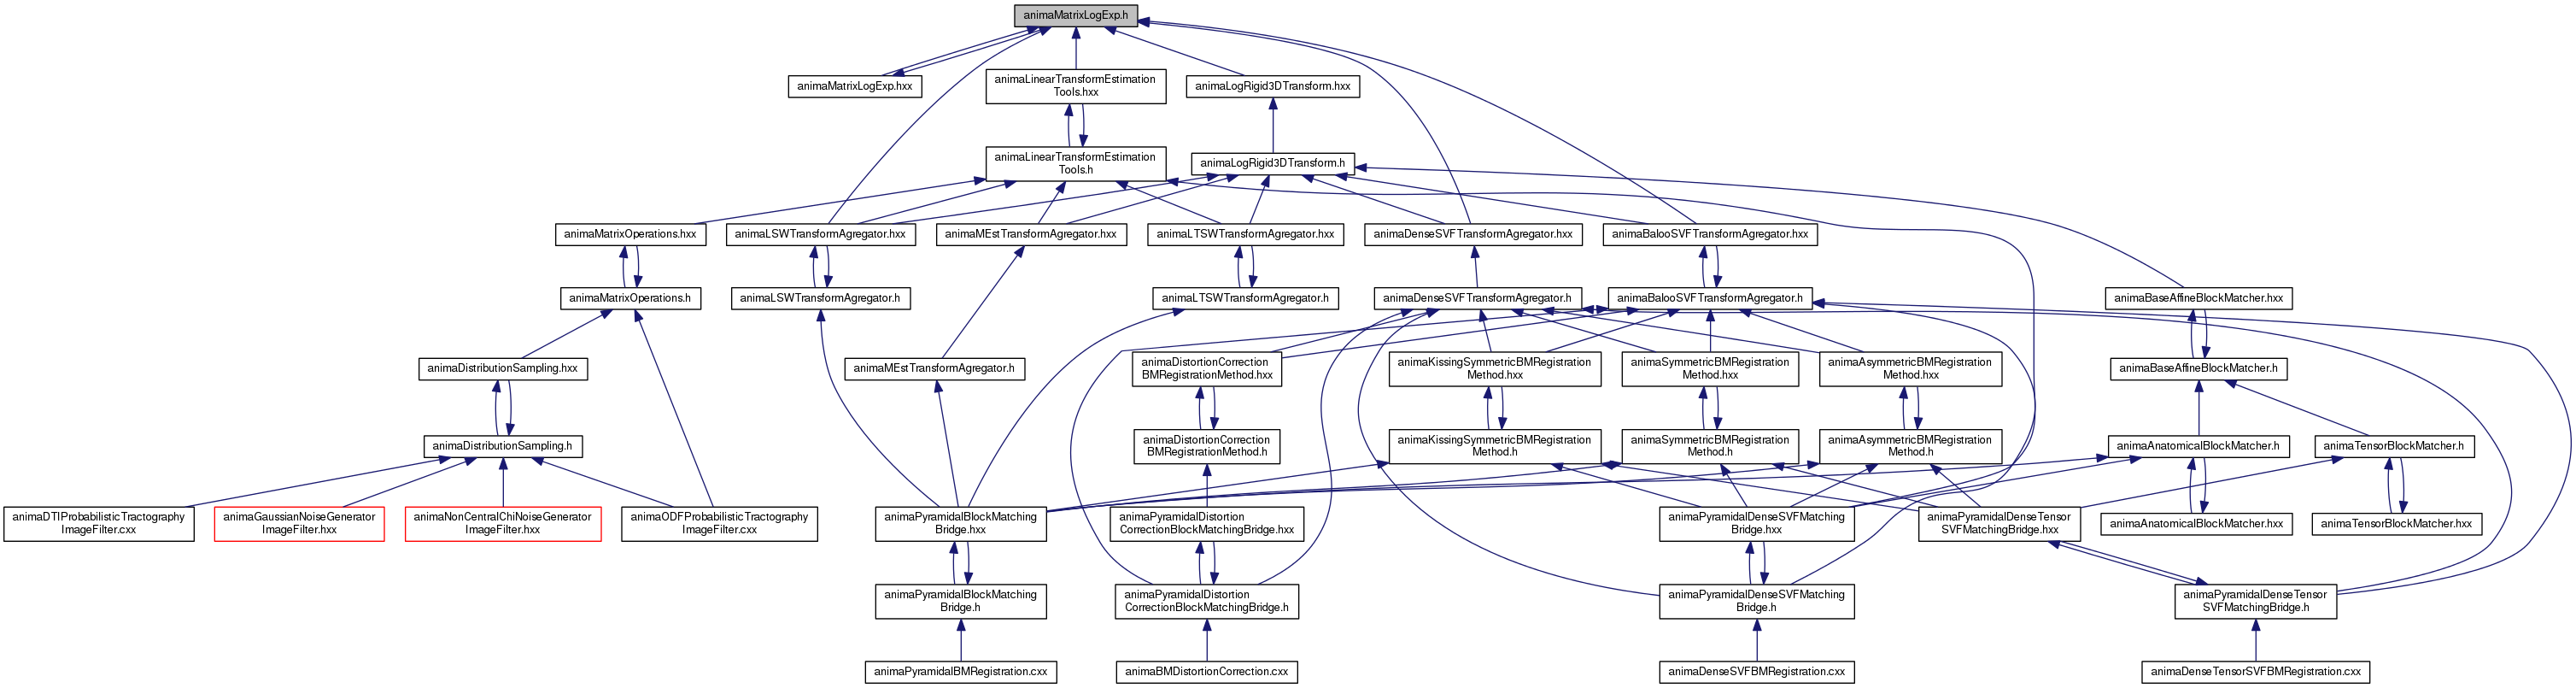 animaMatrixLogExp.h
animaMatrixLogExp.hxx
animaLinearTransformEstimation
Tools.hxx
animaLogRigid3DTransform.hxx
animaLinearTransformEstimation
Tools.h
animaLogRigid3DTransform.h
animaMatrixOperations.hxx
animaLSWTransformAgregator.hxx
animaMEstTransformAgregator.hxx
animaLTSWTransformAgregator.hxx
animaDenseSVFTransformAgregator.hxx
animaBalooSVFTransformAgregator.hxx
animaMatrixOperations.h
animaLSWTransformAgregator.h
animaLTSWTransformAgregator.h
animaDenseSVFTransformAgregator.h
animaBalooSVFTransformAgregator.h
animaBaseAffineBlockMatcher.hxx
animaDistributionSampling.hxx
animaMEstTransformAgregator.h
animaDistortionCorrection
BMRegistrationMethod.hxx
animaKissingSymmetricBMRegistration
Method.hxx
animaSymmetricBMRegistration
Method.hxx
animaAsymmetricBMRegistration
Method.hxx
animaBaseAffineBlockMatcher.h
animaDistributionSampling.h
animaDistortionCorrection
BMRegistrationMethod.h
animaKissingSymmetricBMRegistration
Method.h
animaSymmetricBMRegistration
Method.h
animaAsymmetricBMRegistration
Method.h
animaAnatomicalBlockMatcher.h
animaTensorBlockMatcher.h
animaDTIProbabilisticTractography
ImageFilter.cxx
animaGaussianNoiseGenerator
ImageFilter.hxx
animaNonCentralChiNoiseGenerator
ImageFilter.hxx
animaODFProbabilisticTractography
ImageFilter.cxx
animaPyramidalBlockMatching
Bridge.hxx
animaPyramidalDistortion
CorrectionBlockMatchingBridge.hxx
animaPyramidalDenseSVFMatching
Bridge.hxx
animaPyramidalDenseTensor
SVFMatchingBridge.hxx
animaAnatomicalBlockMatcher.hxx
animaTensorBlockMatcher.hxx
animaPyramidalBlockMatching
Bridge.h
animaPyramidalDistortion
CorrectionBlockMatchingBridge.h
animaPyramidalDenseSVFMatching
Bridge.h
animaPyramidalDenseTensor
SVFMatchingBridge.h
animaPyramidalBMRegistration.cxx
animaBMDistortionCorrection.cxx
animaDenseSVFBMRegistration.cxx
animaDenseTensorSVFBMRegistration.cxx